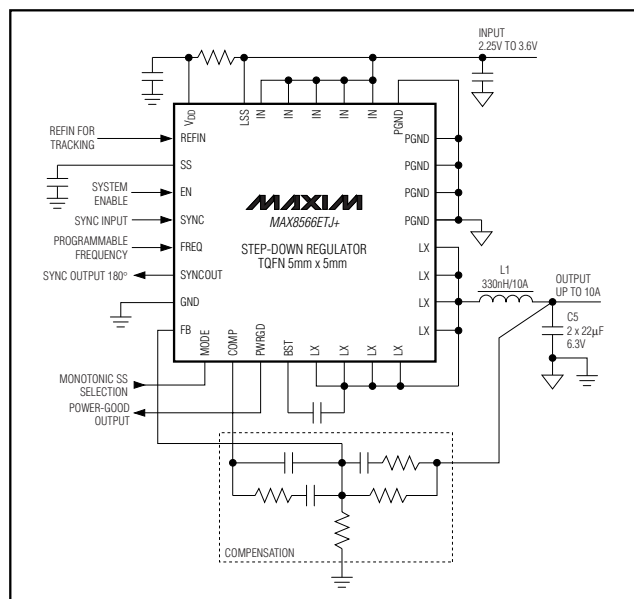 INPUT
2.25V TO 3.6V
VDD
LSS
IN
IN
IN
IN
IN
PGND
REFIN FOR
TRACKING
REFIN
PGND
SS
PGND
SYSTEM
ENABLE
EN
PGND
SYNC INPUT
SYNC
PGND
MAXIM
MAX8566ETJ+
STEP-DOWN REGULATOR
TQFN 5mm x 5mm
PROGRAMMABLE
FREQUENCY
FREQ
LX
SYNC OUTPUT 180°
SYNCOUT
LX
GND
LX
FB
LX
L1
330nH/10A
OUTPUT
UP TO 10A
C5
2 x 22µF
6.3V
MODE
COMP
PWRGD
BST
LX
LX
LX
LX
MONOTONIC SS
SELECTION
POWER-GOOD
OUTPUT
COMPENSATION